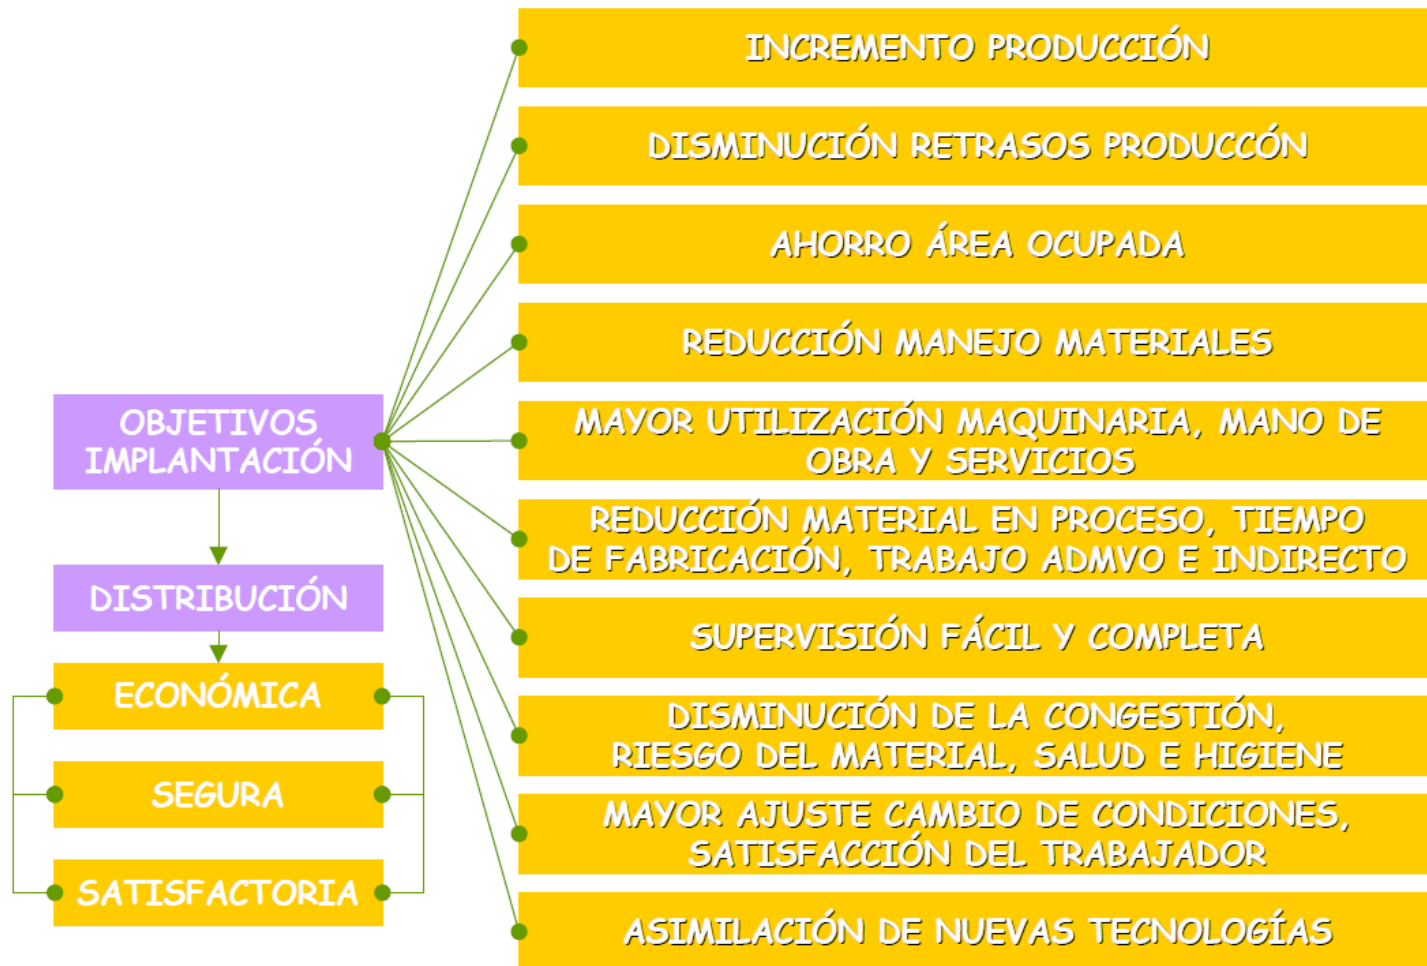 INCREMENTO PRODUCCIÓN
DISMINUCIÓN RETRASOS PRODUCCÓN
AHORRO ÁREA OCUPADA
REDUCCIÓN MANEJO MATERIALES
OBJETIVOS
IMPLANTACIÓN
MAYOR UTILIZACIÓN MAQUINARIA, MANO DE
OBRA Y SERVICIOS
REDUCCIÓN MATERIAL EN PROCESO, TIEMPO
DE FABRICACIÓN, TRABAJO ADMVO E INDIRECTO
DISTRIBUCIÓN
SUPERVISIÓN FÁCIL Y COMPLETA
ECONÓMICA
DISMINUCIÓN DE LA CONGESTIÓN,
RIESGO DEL MATERIAL, SALUD E HIGIENE
SEGURA
MAYOR AJUSTE CAMBIO DE CONDICIONES,
SATISFACCIÓN DEL TRABAJADOR
SATISFACTORIA
ASIMILACIÓN DE NUEVAS TECNOLOGÍAS